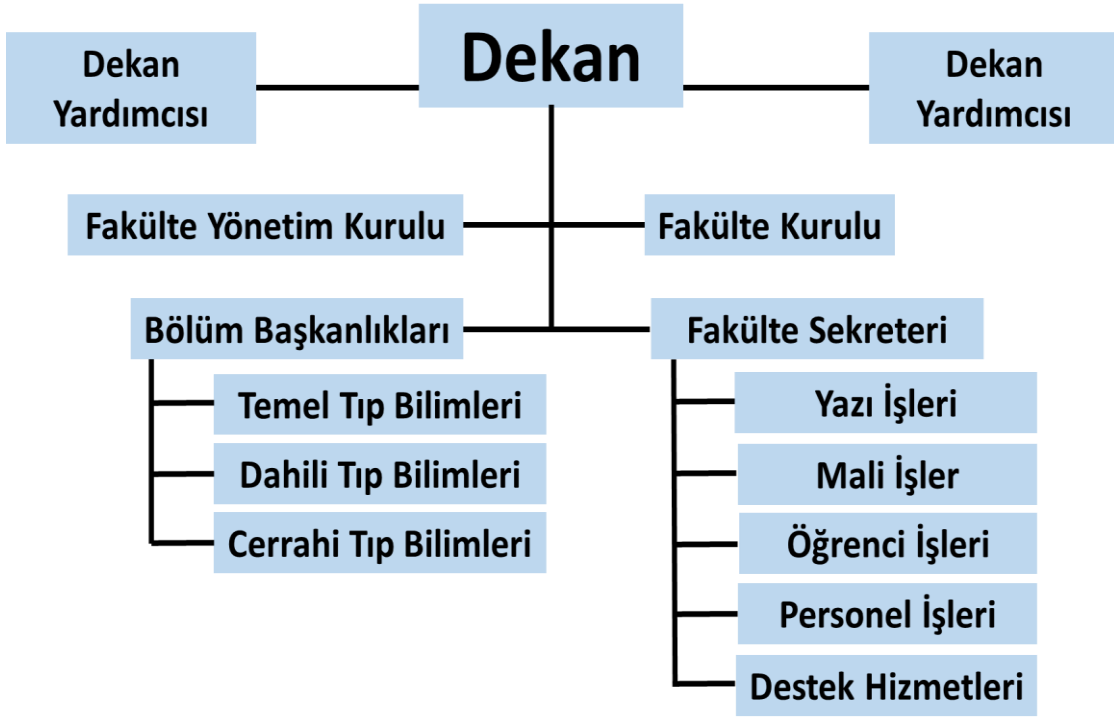 Dekan
Dekan
Yardımcısı
Dekan
Yardımcısı
Fakülte Yönetim Kurulu
Fakülte Kurulu
Bölüm Başkanlıkları
Fakülte Sekreteri
Temel Tıp Bilimleri
Dahili Tıp Bilimleri
Cerrahi Tıp Bilimleri
Yazı İşleri
Mali İşler
Öğrenci İşleri
Personel İşleri
Destek Hizmetleri